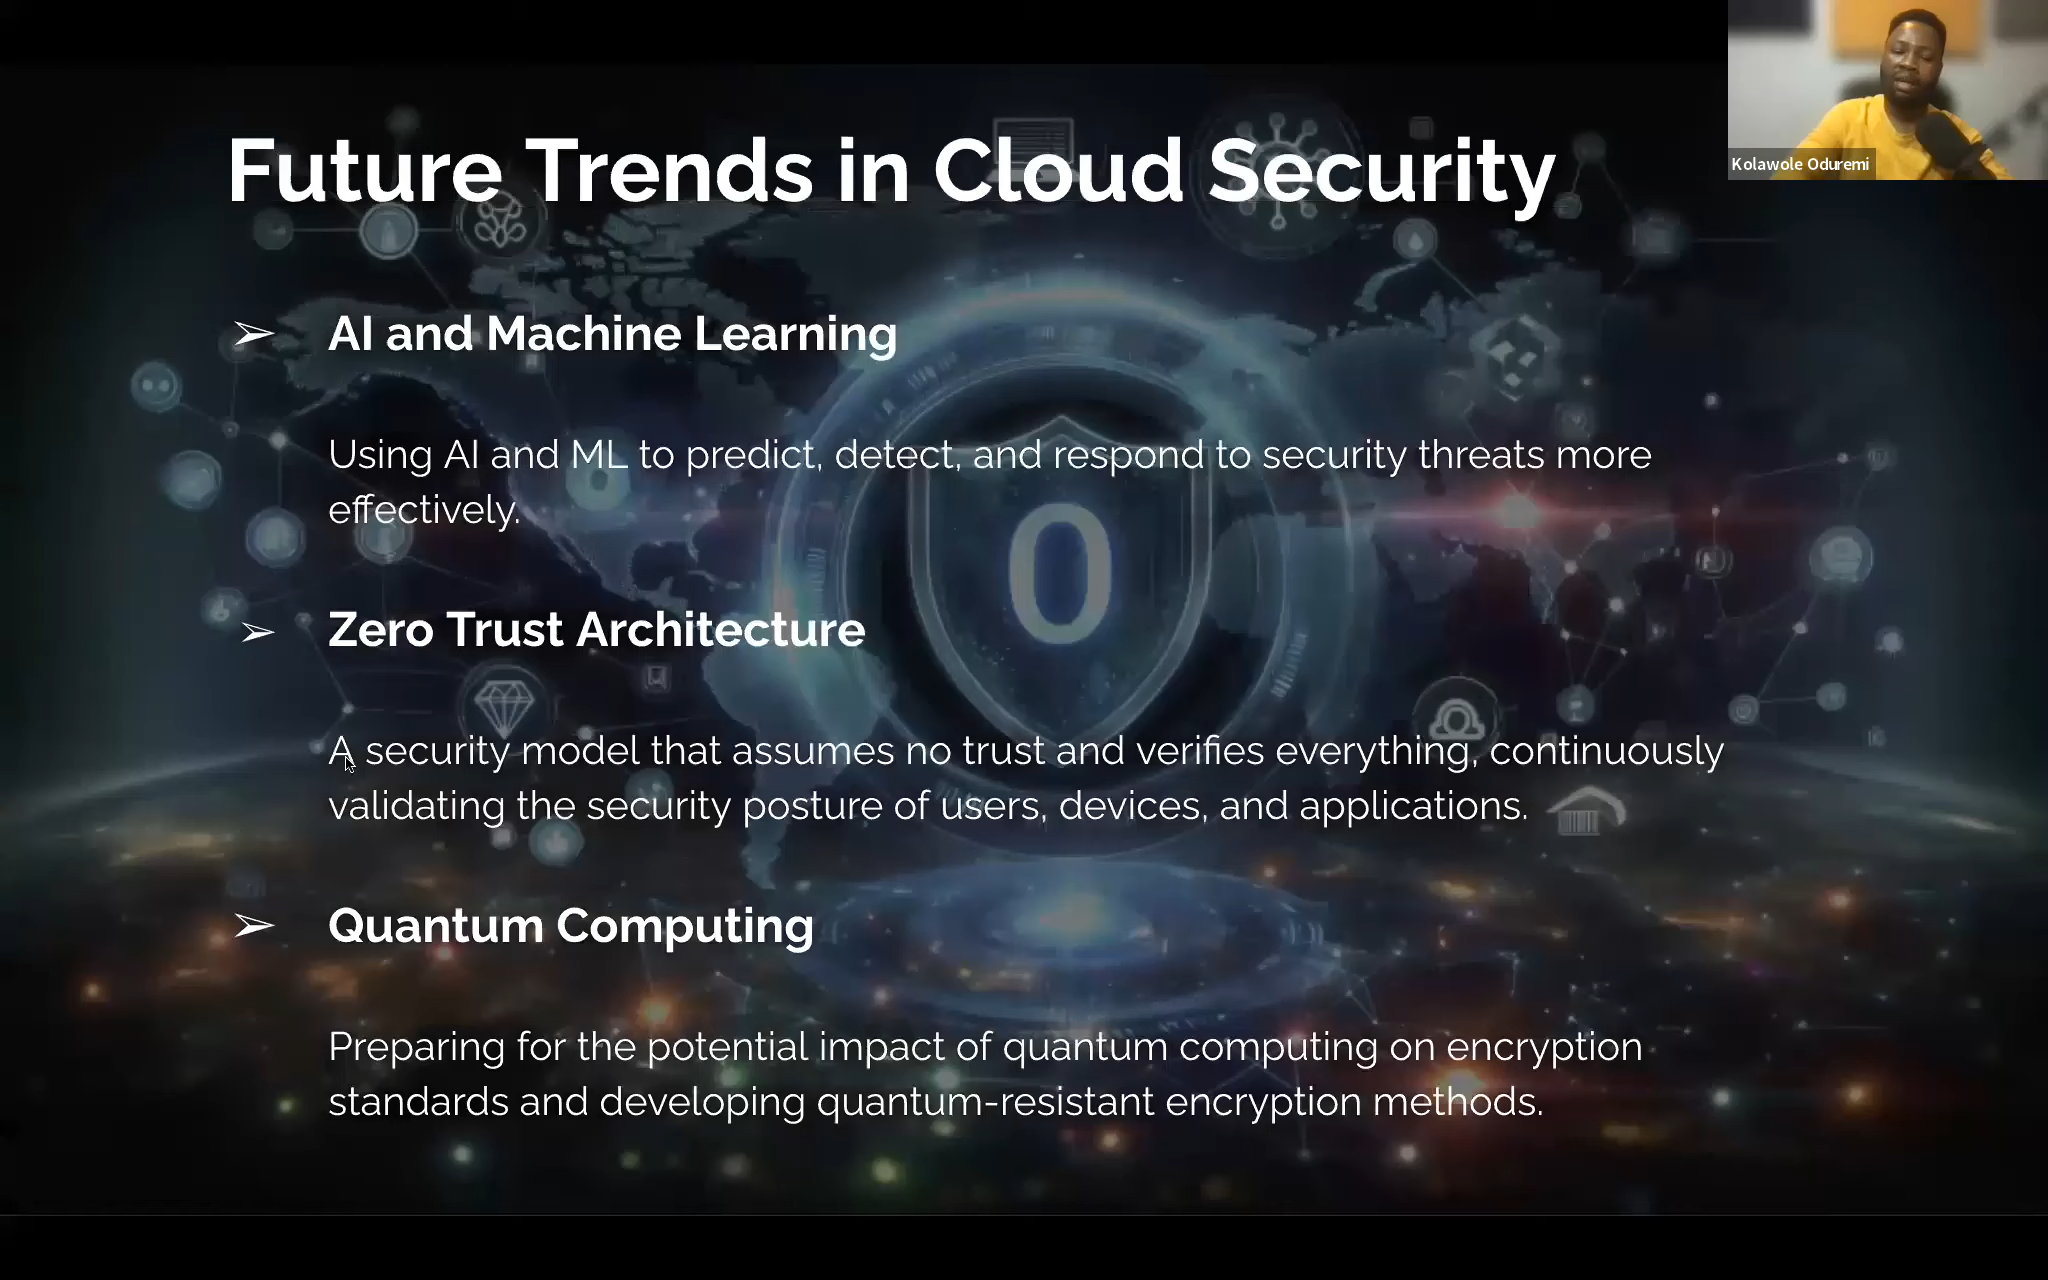 Future Trends in Cloud Security
Kolawole Oduremi
➢ AI and Machine Learning
Using AI and ML to predict, detect, and respond to security threats more
effectively.
0
➢ Zero Trust Architecture
A security model that assumes no trust and verifies everything, continuously
validating the security posture of users, devices, and applications.
➢ Quantum Computing
Preparing for the potential impact of quantum computing on encryption
standards and developing quantum-resistant encryption methods.